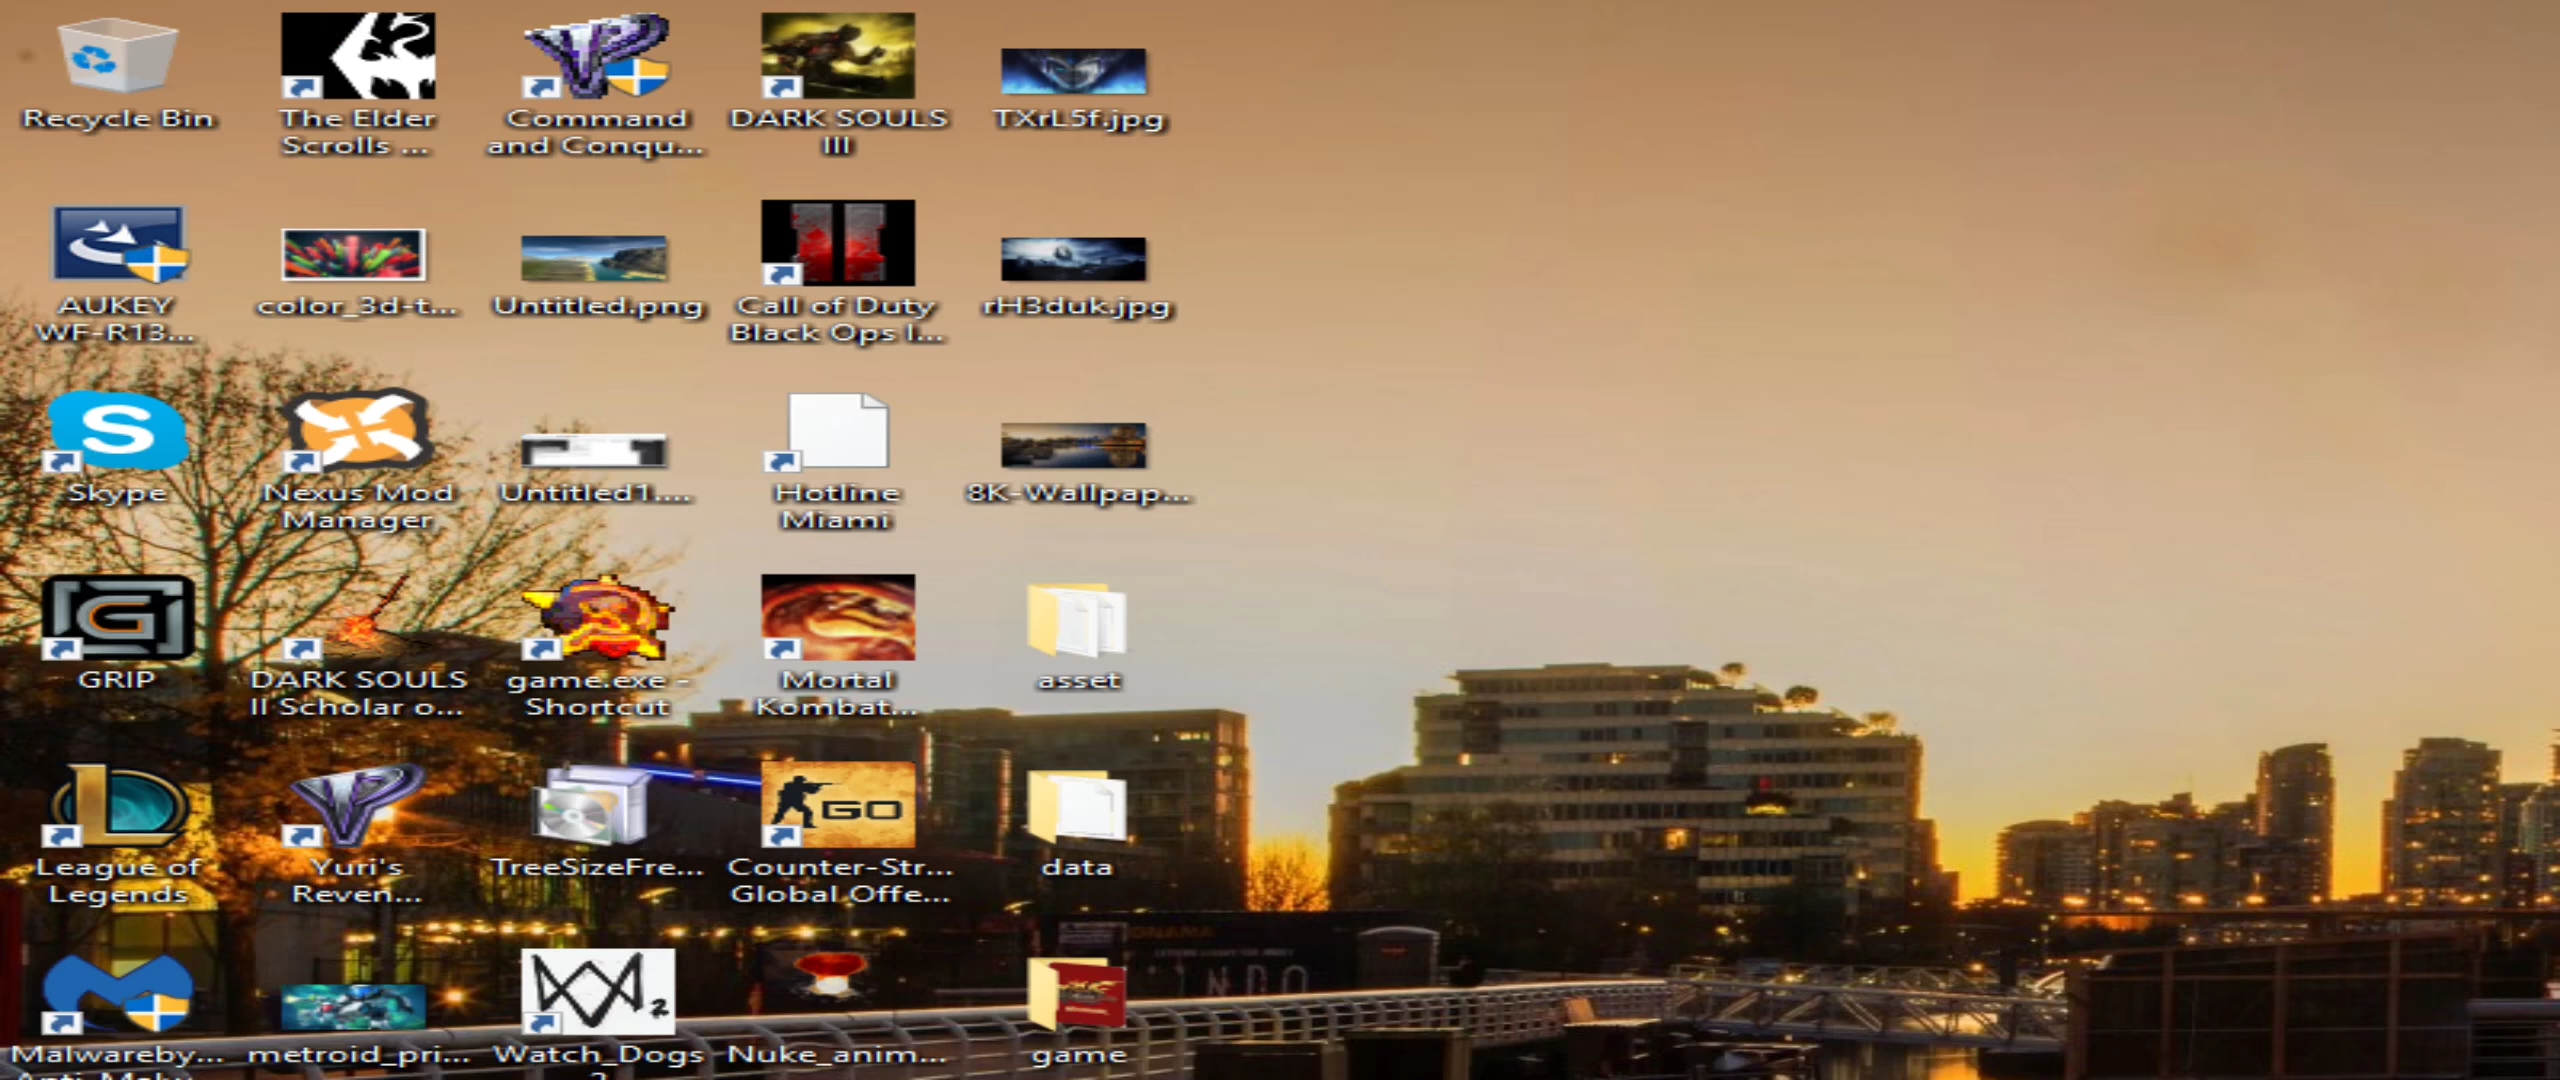 Recycle Bin
The Elder
Scrolls ...
Command
and Conqu...
DARK SOULS
III
TXrL5f.jpg
AUKEY
WF-R13...
color_3d-t...
Untitled.png
Call of Duty
Black Ops I...
rH3duk.jpg
Skype
Nexus Mod
Manager
Untitled1....
Hotline
Miami
8K-Wallpap...
GRIP
DARK SOULS
II Scholar o...
game.exe -
Shortcut
Mortal
Kombat...
asset
League of
Legends
Yuri's
Reven...
TreeSizeFre...
GO
Counter-Str...
Global Offe...
data
Malwareby...
metroid_pri...
Watch_Dogs
2
Nuke_anim...
game